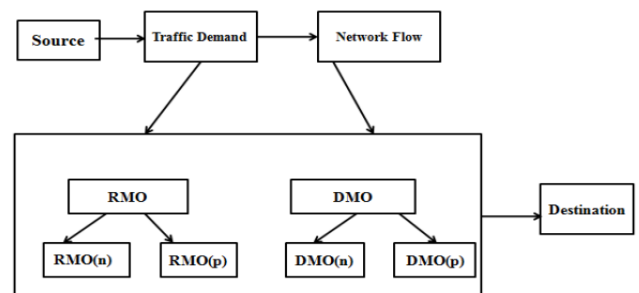 Source
Traffic Demand
Network Flow
RMO
DMO
Destination
RMO(n)
RMO(p)
DMO(n)
DMO(p)